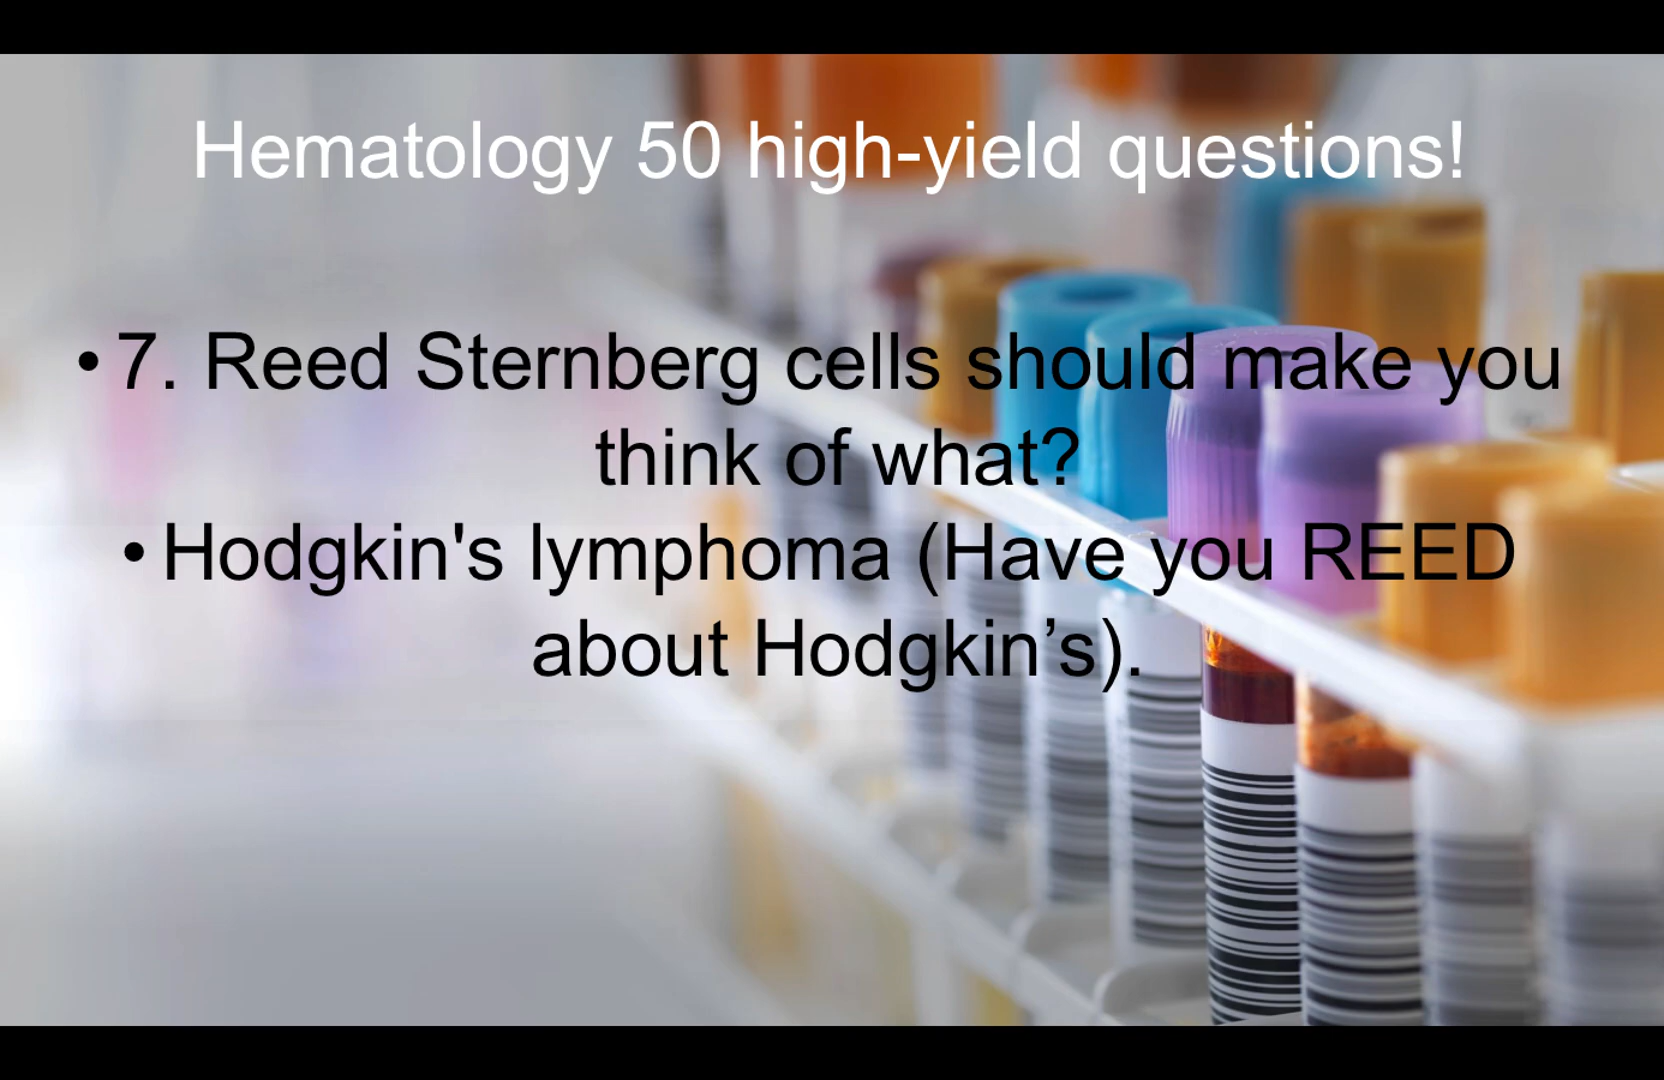 Hematology 50 high-yield questions!
• 7. Reed Sternberg cells should make you
think of what?
• Hodgkin's lymphoma (Have you REED
about Hodgkin’s).